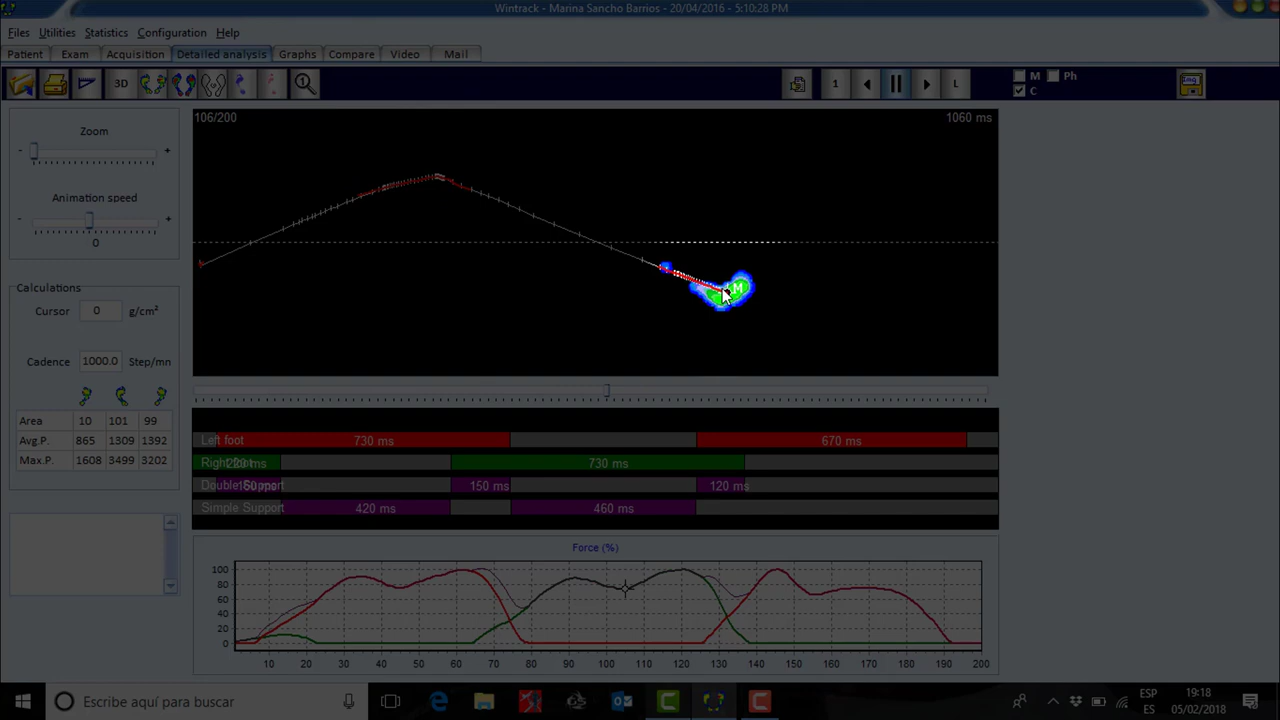 Wintrack - Marina Sancho Barrios - 20/04/2016 - 5:10:28 PM
Files Utilities Statistics Configuration Help
Patient Exam Acquisition Detailed analysis Graphs Compare Video Mail
3D 1 L M Ph
C
106/200 1060 ms
Zoom
- +
Animation speed
- +
0
M
Calculations
Cursor 0 g/cm²
Cadence 1000.0 Step/mn
Area 10 101 99
Avg.P. 865 1309 1392
Max.P. 1608 3499 3202
Left foot 730 ms 670 ms
Right foot 730 ms
Double Support 150 ms 120 ms
Simple Support 420 ms 460 ms
Force (%)
100
80
60
40
20
0
10 20 30 40 50 60 70 80 90 100 110 120 130 140 150 160 170 180 190 200
Escribe aquí para buscar
ESP 19:18
ES 05/02/2018